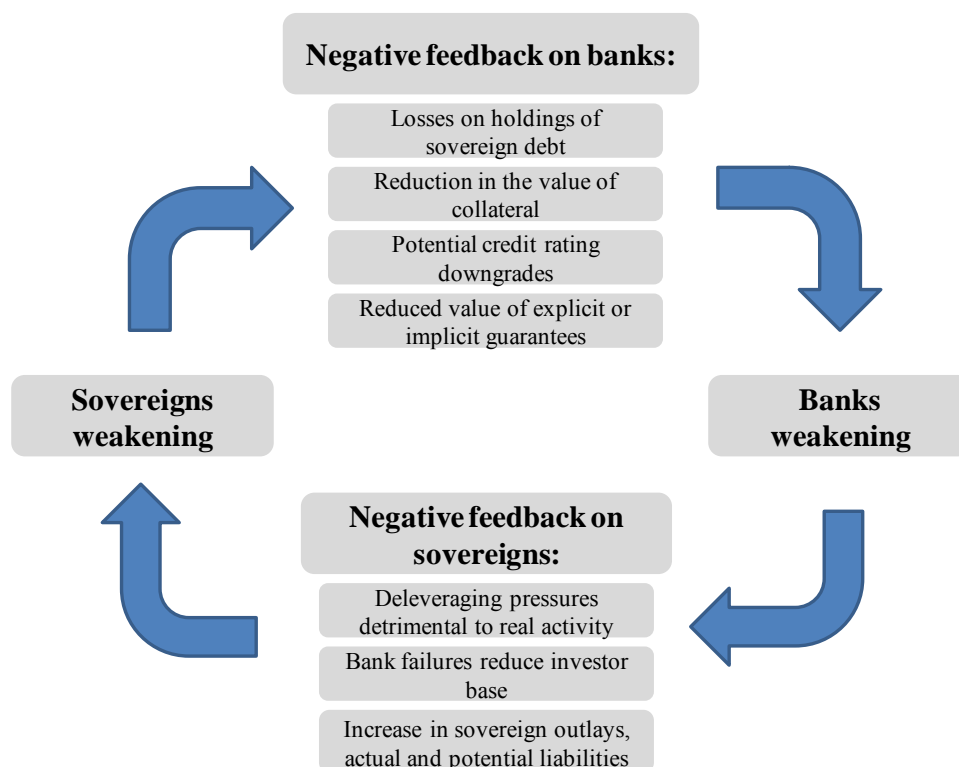 Negative feedback on banks:
Losses on holdings of
sovereign debt
Reduction in the value of
collateral
Potential credit rating
downgrades
Reduced value of explicit or
implicit guarantees
Sovereigns
weakening
Banks
weakening
Negative feedback on
sovereigns:
Deleveraging pressures
detrimental to real activity
Bank failures reduce investor
base
Increase in sovereign outlays,
actual and potential liabilities